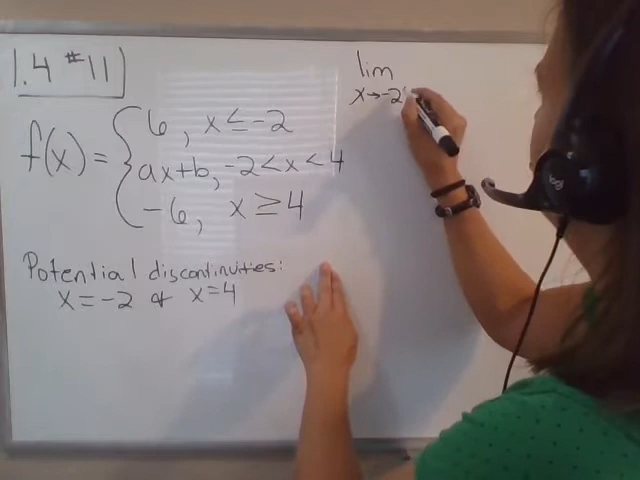 1.4 #11
f(x) = { 6, x ≤ -2
ax+b, -2<x<4
-6, x ≥ 4
Potential discontinuities:
x=-2 & x=4
lim
x→-2